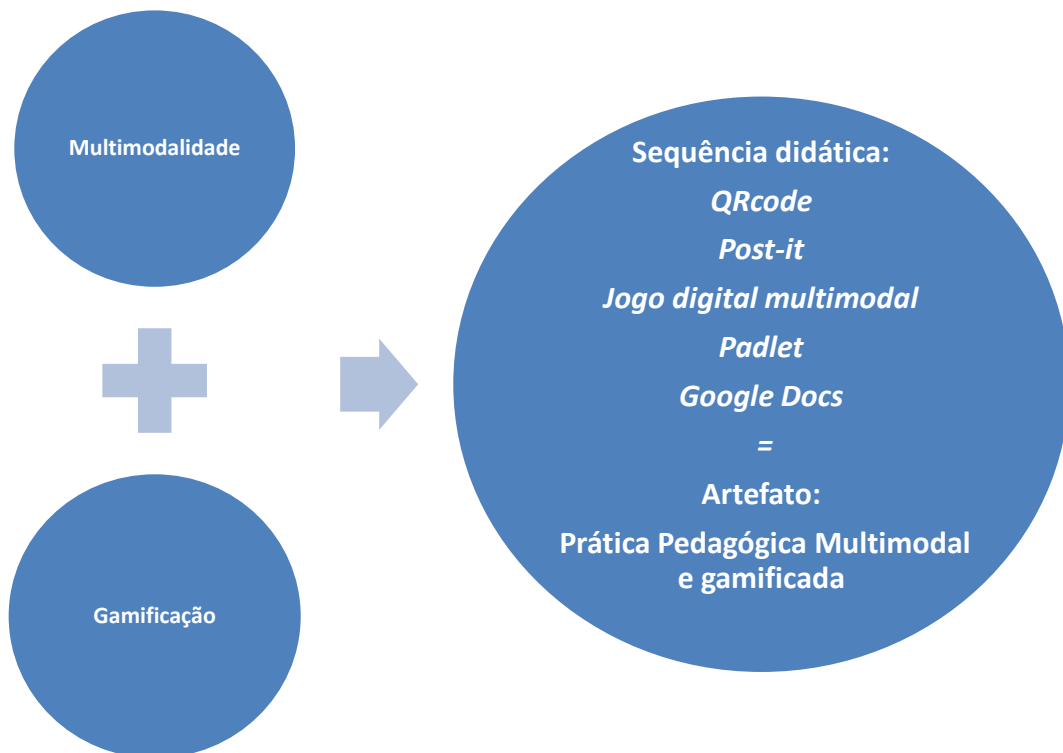 Multimodalidade
Gamificação
Sequência didática:
QRcode
Post-it
Jogo digital multimodal
Padlet
Google Docs
=
Artefato:
Prática Pedagógica Multimodal
e gamificada